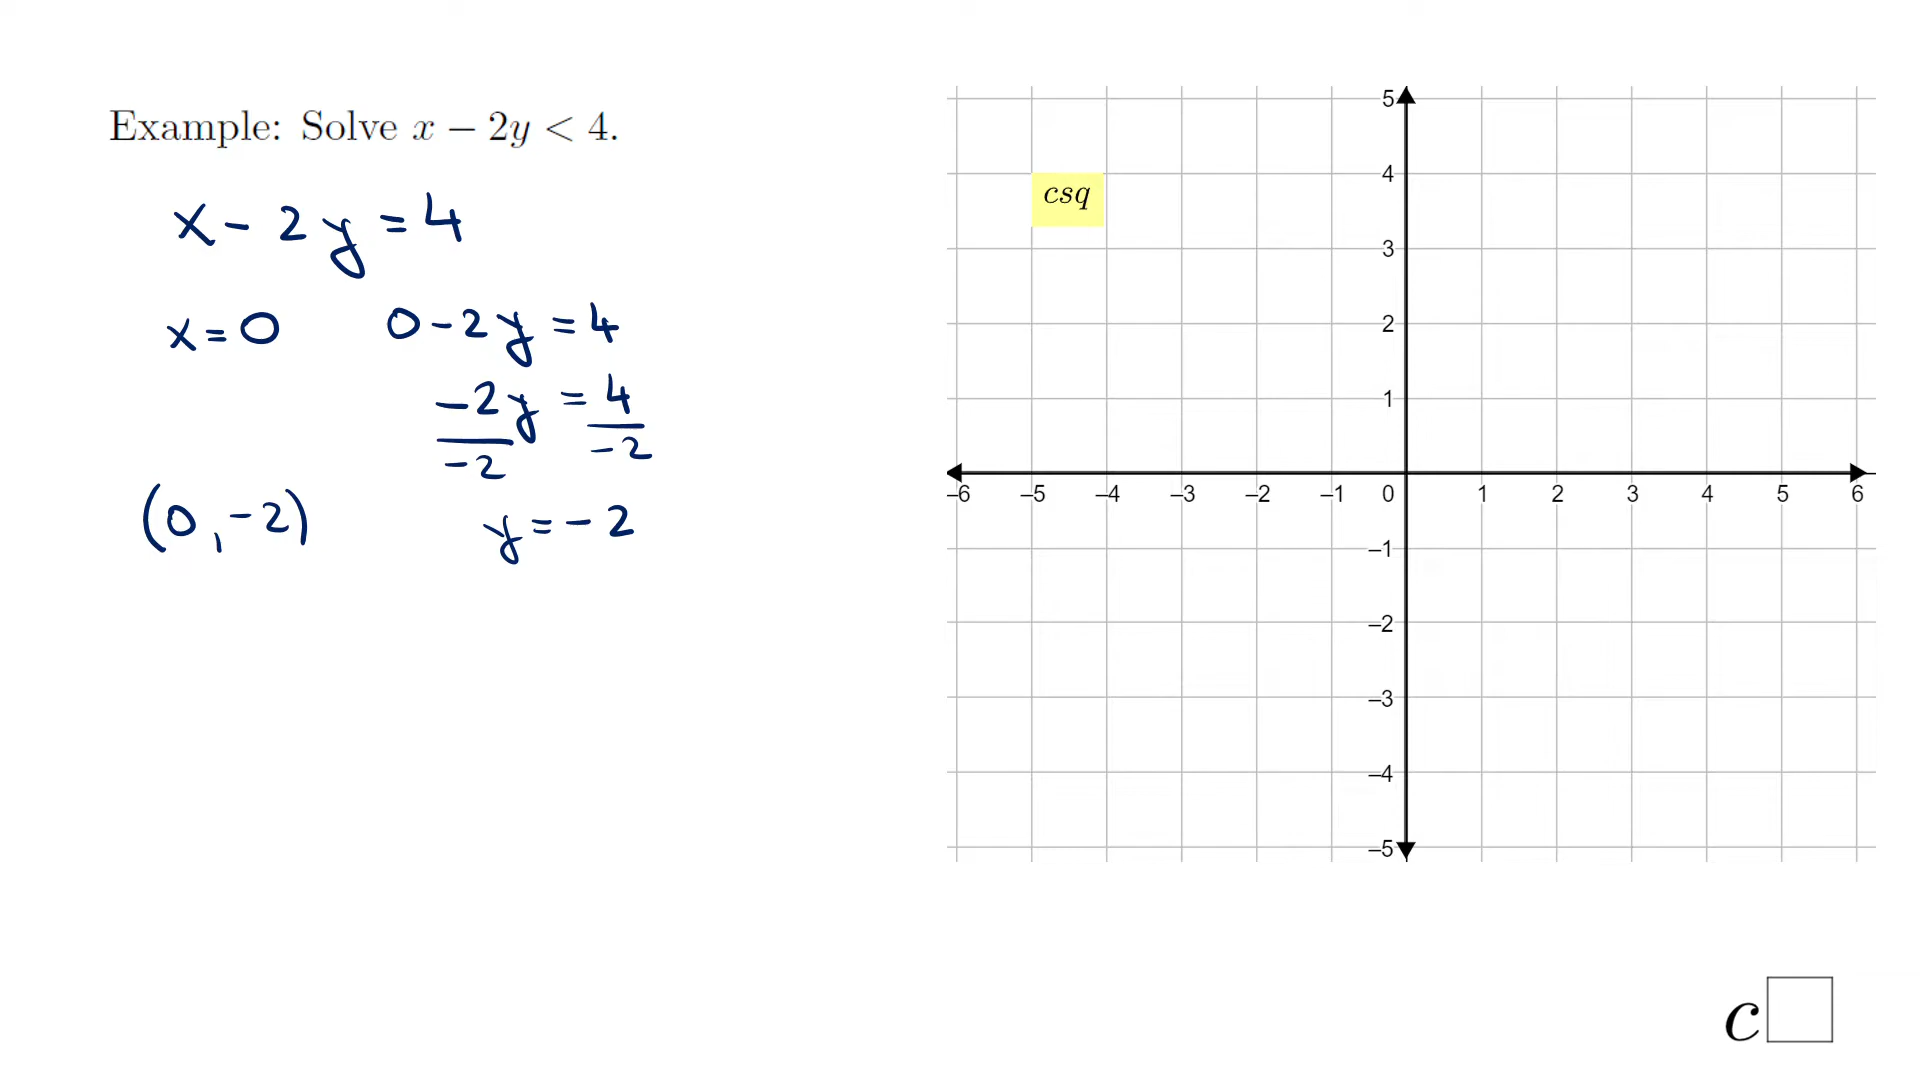 Example: Solve x − 2y < 4.
x - 2y = 4
x = 0 0 - 2y = 4
-2y = 4
-2 -2
(0, -2) y = -2
csq
5
4
3
2
1
–6 –5 –4 –3 –2 –1 0 1 2 3 4 5 6
–1
–2
–3
–4
–5
c